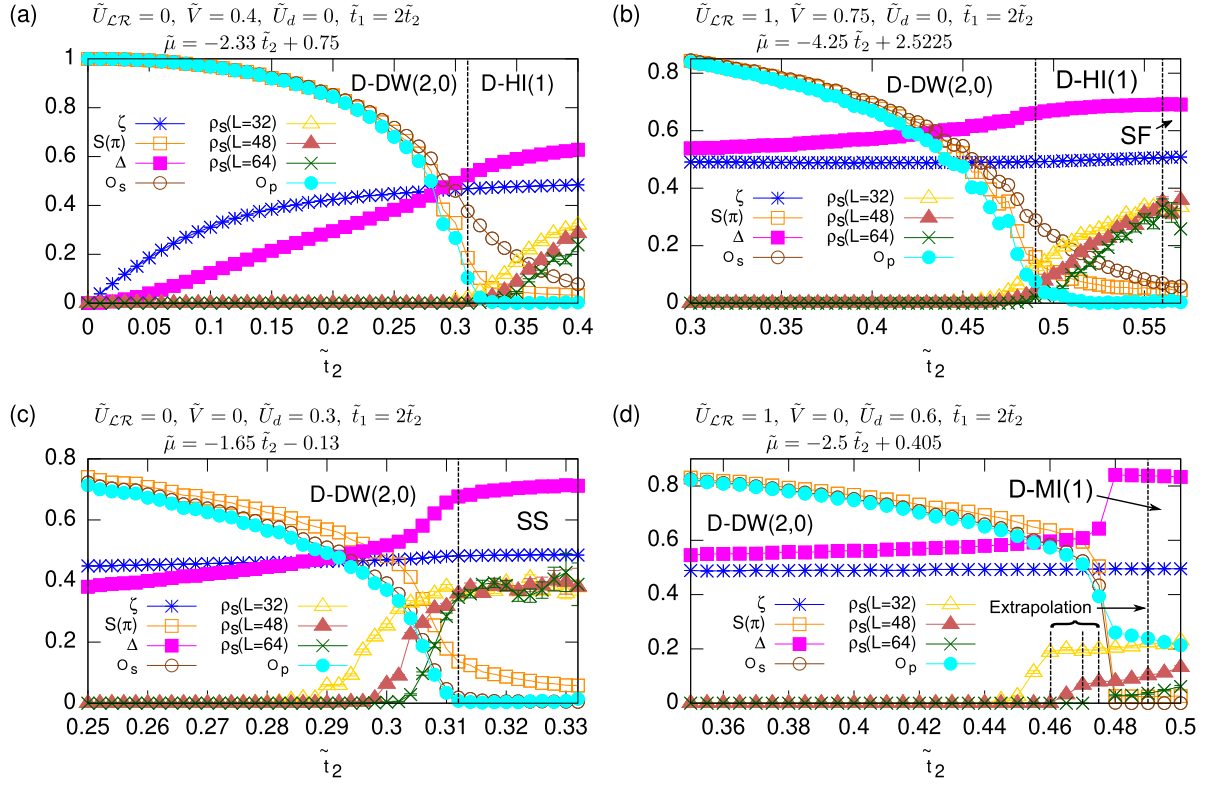 (a) Ũ_ℒℛ = 0, Ṽ = 0.4, Ũ_d = 0, t̃_1 = 2t̃_2
μ̃ = −2.33 t̃_2 + 0.75
D-DW(2,0) D-HI(1)
ζ ρ_S(L=32)
S(π) ρ_S(L=48)
Δ ρ_S(L=64)
O_s O_p
1
0.8
0.6
0.4
0.2
0
0 0.05 0.1 0.15 0.2 0.25 0.3 0.35 0.4
t̃_2
(b) Ũ_ℒℛ = 1, Ṽ = 0.75, Ũ_d = 0, t̃_1 = 2t̃_2
μ̃ = −4.25 t̃_2 + 2.5225
D-DW(2,0) D-HI(1)
SF
ζ ρ_S(L=32)
S(π) ρ_S(L=48)
Δ ρ_S(L=64)
O_s O_p
0.8
0.6
0.4
0.2
0
0.3 0.35 0.4 0.45 0.5 0.55
t̃_2
(c) Ũ_ℒℛ = 0, Ṽ = 0, Ũ_d = 0.3, t̃_1 = 2t̃_2
μ̃ = −1.65 t̃_2 − 0.13
D-DW(2,0)
SS
ζ ρ_S(L=32)
S(π) ρ_S(L=48)
Δ ρ_S(L=64)
O_s O_p
0.8
0.6
0.4
0.2
0
0.25 0.26 0.27 0.28 0.29 0.3 0.31 0.32 0.33
t̃_2
(d) Ũ_ℒℛ = 1, Ṽ = 0, Ũ_d = 0.6, t̃_1 = 2t̃_2
μ̃ = −2.5 t̃_2 + 0.405
D-MI(1)
D-DW(2,0)
Extrapolation
ζ ρ_S(L=32)
S(π) ρ_S(L=48)
Δ ρ_S(L=64)
O_s O_p
0.8
0.6
0.4
0.2
0
0.36 0.38 0.4 0.42 0.44 0.46 0.48 0.5
t̃_2